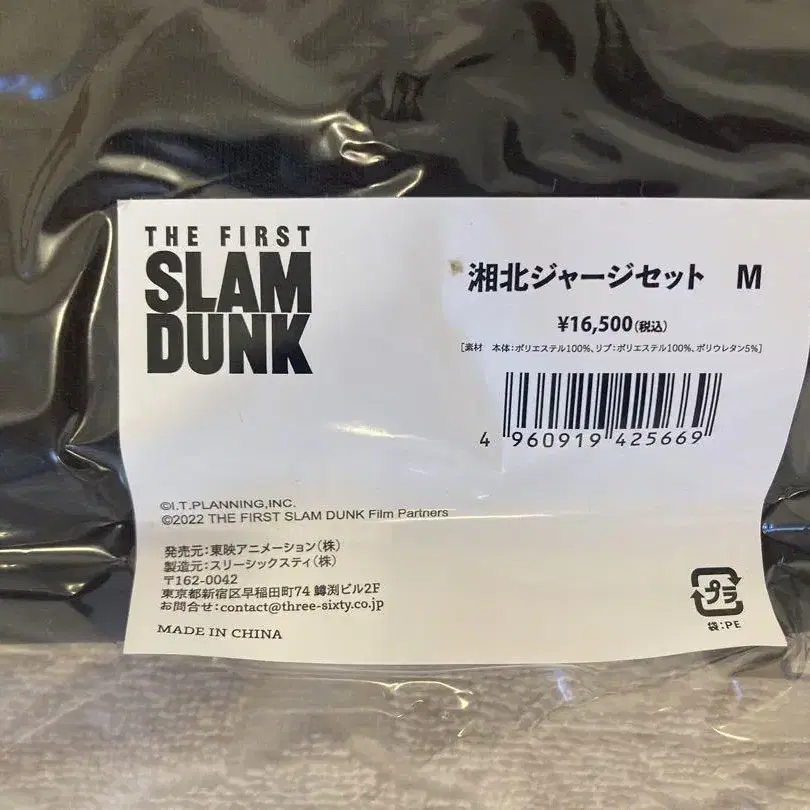 THE FIRST
SLAM
DUNK
湘北ジャージセット M
¥16,500(税込)
[素材 本体:ポリエステル100%、リブ:ポリエステル100%、ポリウレタン5%]
4 960919 425669
©I.T.PLANNING,INC.
©2022 THE FIRST SLAM DUNK Film Partners
発売元:東映アニメーション(株)
製造元:スリーシックスティ(株)
〒162-0042
東京都新宿区早稲田町74 鱒渕ビル2F
お問合せ:contact@three-sixty.co.jp
MADE IN CHINA
プラ
袋:PE